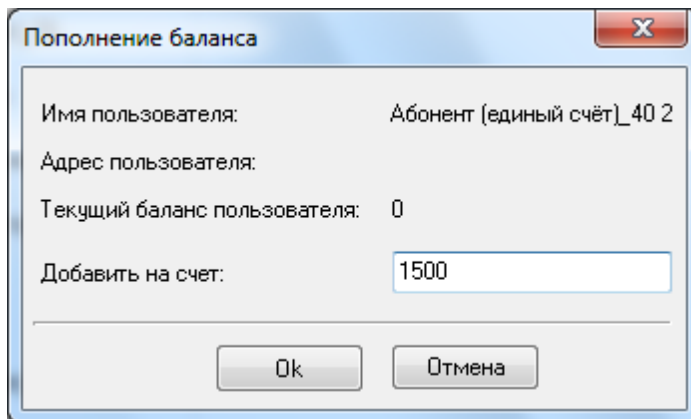 Пополнение баланса
Имя пользователя: Абонент (единый счёт)_40 2
Адрес пользователя:
Текущий баланс пользователя: 0
Добавить на счет: 1500
Ok Отмена